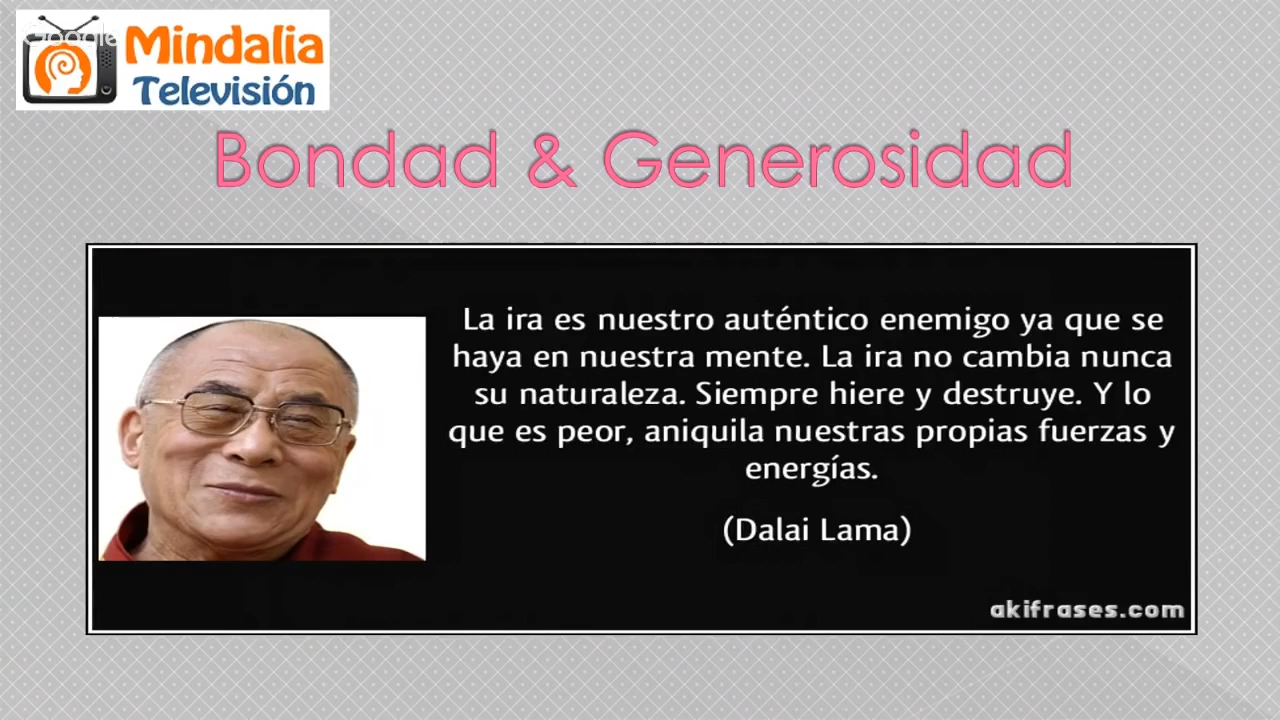 Google
Mindalia
Televisión
Bondad & Generosidad
La ira es nuestro auténtico enemigo ya que se
haya en nuestra mente. La ira no cambia nunca
su naturaleza. Siempre hiere y destruye. Y lo
que es peor, aniquila nuestras propias fuerzas y
energías.
(Dalai Lama)
akifrases.com